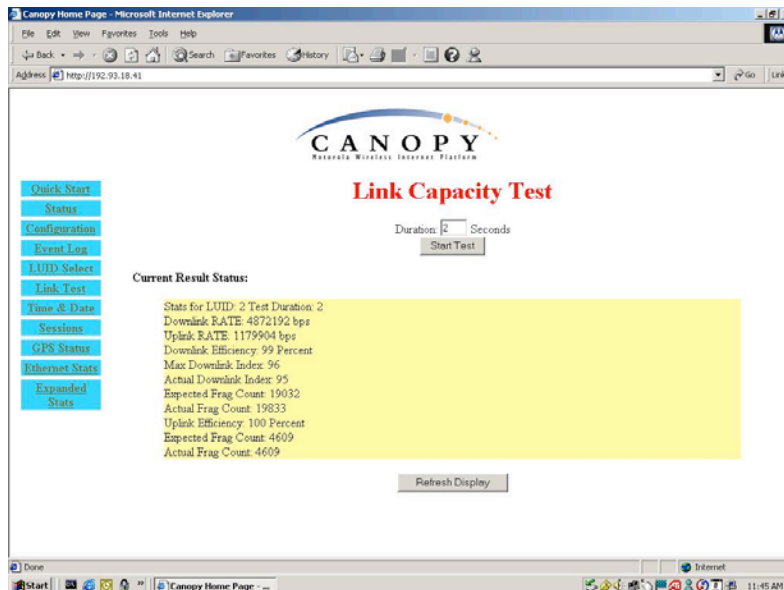 Canopy Home Page - Microsoft Internet Explorer
File Edit View Favorites Tools Help
Back Search Favorites History
Address http://192.93.18.41 Go Link
CANOPY
Motorola Wireless Internet Platform
Quick Start
Status
Configuration
Event Log
LUID Select
Link Test
Time & Date
Sessions
GPS Status
Ethernet Stats
Expanded
Stats
Link Capacity Test
Duration: 2 Seconds
Start Test
Current Result Status:
Stats for LUID: 2 Test Duration: 2
Downlink RATE: 4872192 bps
Uplink RATE: 1179904 bps
Downlink Efficiency: 99 Percent
Max Downlink Index: 96
Actual Downlink Index: 95
Expected Frag Count: 19032
Actual Frag Count: 19833
Uplink Efficiency: 100 Percent
Expected Frag Count: 4609
Actual Frag Count: 4609
Refresh Display
Done Internet
Start Canopy Home Page - ... 11:45 AM